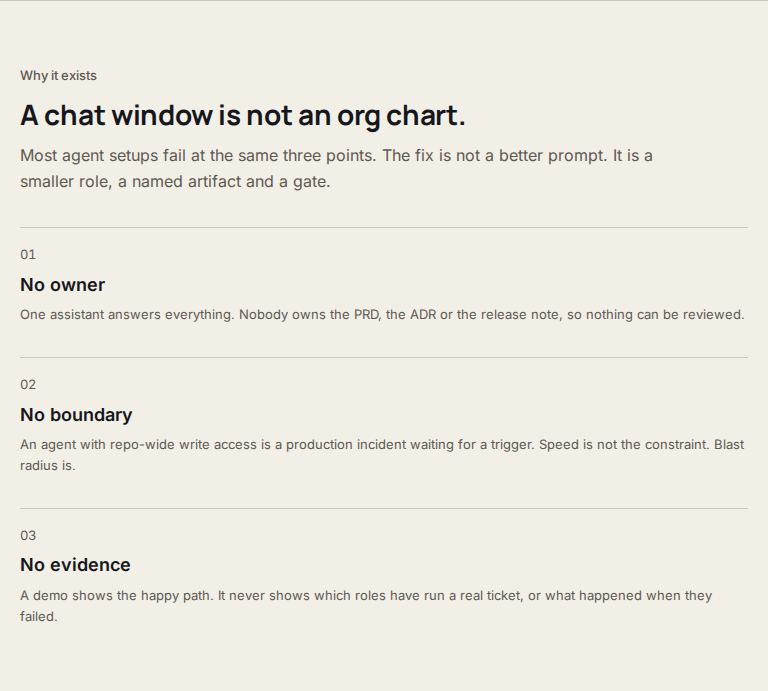 Why it exists
A chat window is not an org chart.
Most agent setups fail at the same three points. The fix is not a better prompt. It is a
smaller role, a named artifact and a gate.
01
No owner
One assistant answers everything. Nobody owns the PRD, the ADR or the release note, so nothing can be reviewed.
02
No boundary
An agent with repo-wide write access is a production incident waiting for a trigger. Speed is not the constraint. Blast
radius is.
03
No evidence
A demo shows the happy path. It never shows which roles have run a real ticket, or what happened when they
failed.